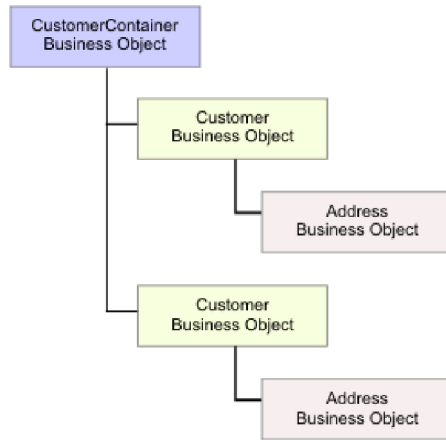 CustomerContainer
Business Object
Customer
Business Object
Address
Business Object
Customer
Business Object
Address
Business Object